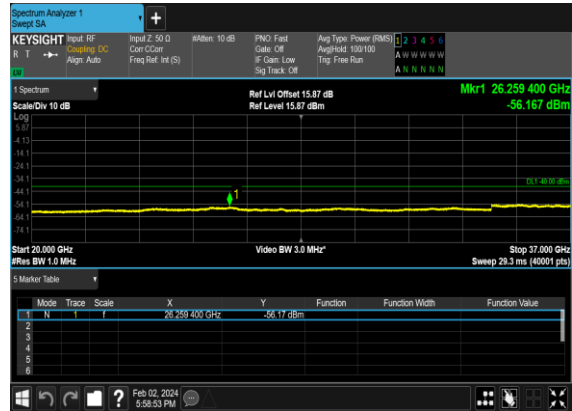 Spectrum Analyzer 1
Swept SA
+
KEYSIGHT
R T
LW
Input: RF
Coupling: DC
Align: Auto
Input Z: 50 Ω
Corr CCorr
Freq Ref: Int (S)
#Atten: 10 dB
PNO: Fast
Gate: Off
IF Gain: Low
Sig Track: Off
Avg Type: Power (RMS)
Avg|Hold: 100/100
Trig: Free Run
1 2 3 4 5 6
A W W W W W
A N N N N N
1 Spectrum
Scale/Div 10 dB
Ref Lvl Offset 15.87 dB
Ref Level 15.87 dBm
Mkr1 26.259 400 GHz
-56.167 dBm
Log
5.87
-4.13
-14.1
-24.1
-34.1
-44.1
-54.1
-64.1
-74.1
DL1 -40.00 dBm
1
Start 20.000 GHz
#Res BW 1.0 MHz
Video BW 3.0 MHz*
Stop 37.000 GHz
Sweep 29.3 ms (40001 pts)
5 Marker Table
Mode Trace Scale X Y Function Function Width Function Value
1 N 1 f 26.259 400 GHz -56.17 dBm
2
3
4
5
6
?
Feb 02, 2024
5:58:53 PM